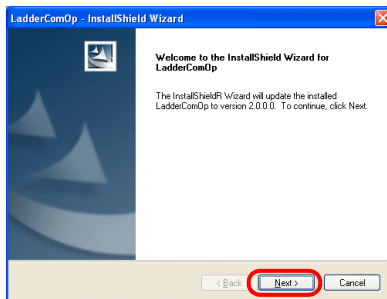 LadderComOp - InstallShield Wizard
Welcome to the InstallShield Wizard for
LadderComOp
The InstallShieldR Wizard will update the installed
LadderComOp to version 2.0.0.0. To continue, click Next.
< Back
Next >
Cancel